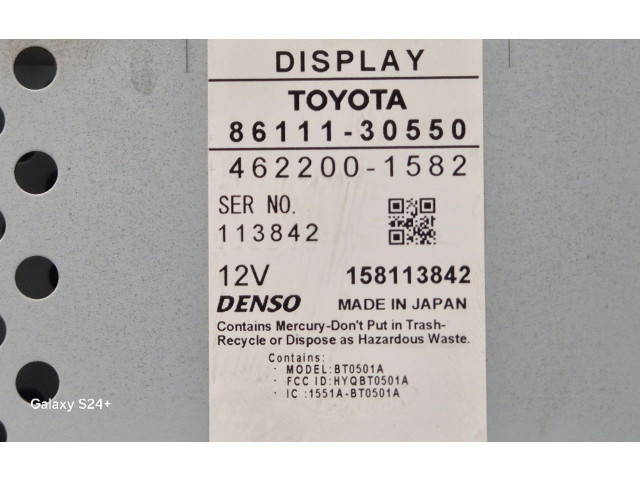 DISPLAY
TOYOTA
86111-30550
462200-1582
SER NO.
113842
12V 158113842
DENSO MADE IN JAPAN
Contains Mercury-Don't Put in Trash-
Recycle or Dispose as Hazardous Waste.
Contains:
· MODEL:BT0501A
· FCC ID:HYQBT0501A
· IC :1551A-BT0501A
Galaxy S24+